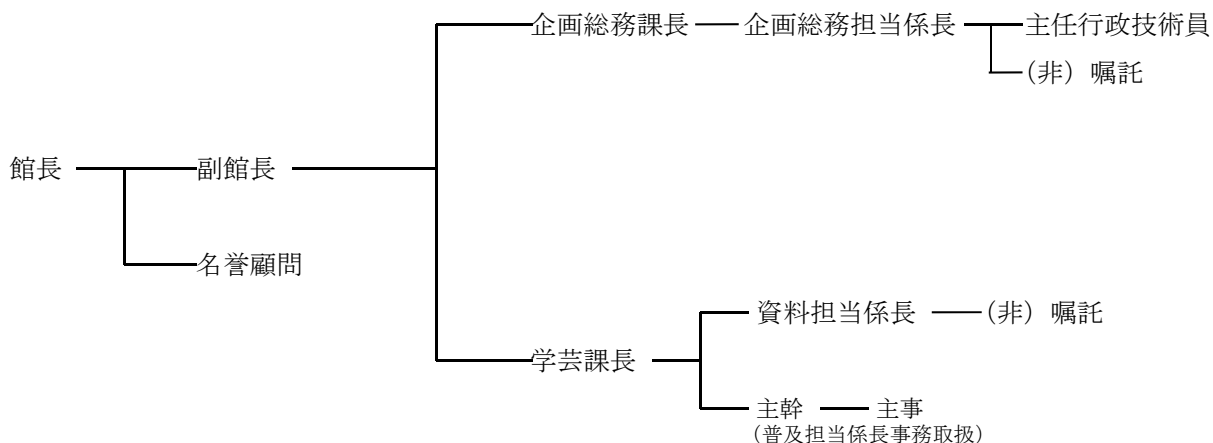 企画総務課長 企画総務担当係長 主任行政技術員
(非) 嘱託
館長 副館長
名誉顧問
資料担当係長 (非) 嘱託
学芸課長
主幹 主事
(普及担当係長事務取扱)